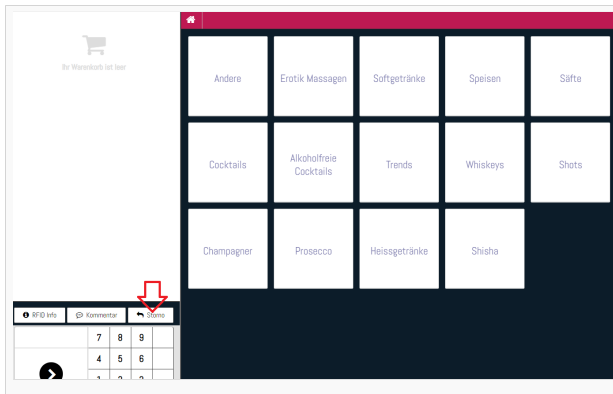 Ihr Warenkorb ist leer
Andere
Erotik Massagen
Softgetränke
Speisen
Säfte
Cocktails
Alkoholfreie
Cocktails
Trends
Whiskeys
Shots
Champagner
Prosecco
Heissgetränke
Shisha
RFID Info
Kommentar
Storno
7 8 9
4 5 6